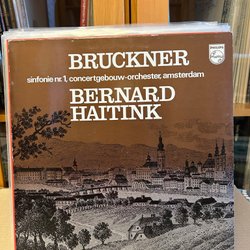 BRUCKNER
PHILIPS
sinfonie nr. 1, concertgebouw-orchester, amsterdam
BERNARD
HAITINK